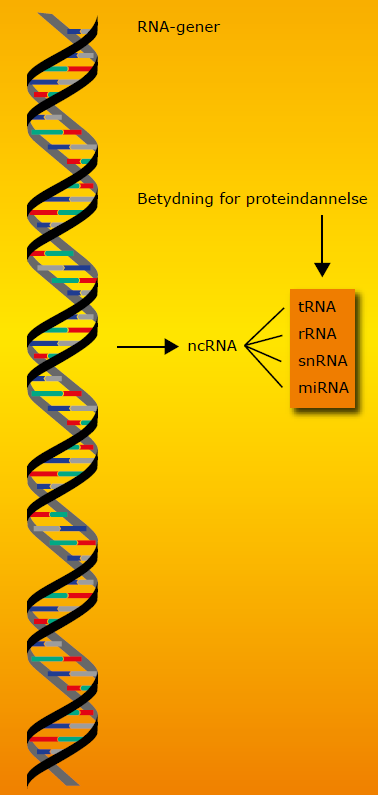 RNA-gener
Betydning for proteindannelse
ncRNA
tRNA
rRNA
snRNA
miRNA